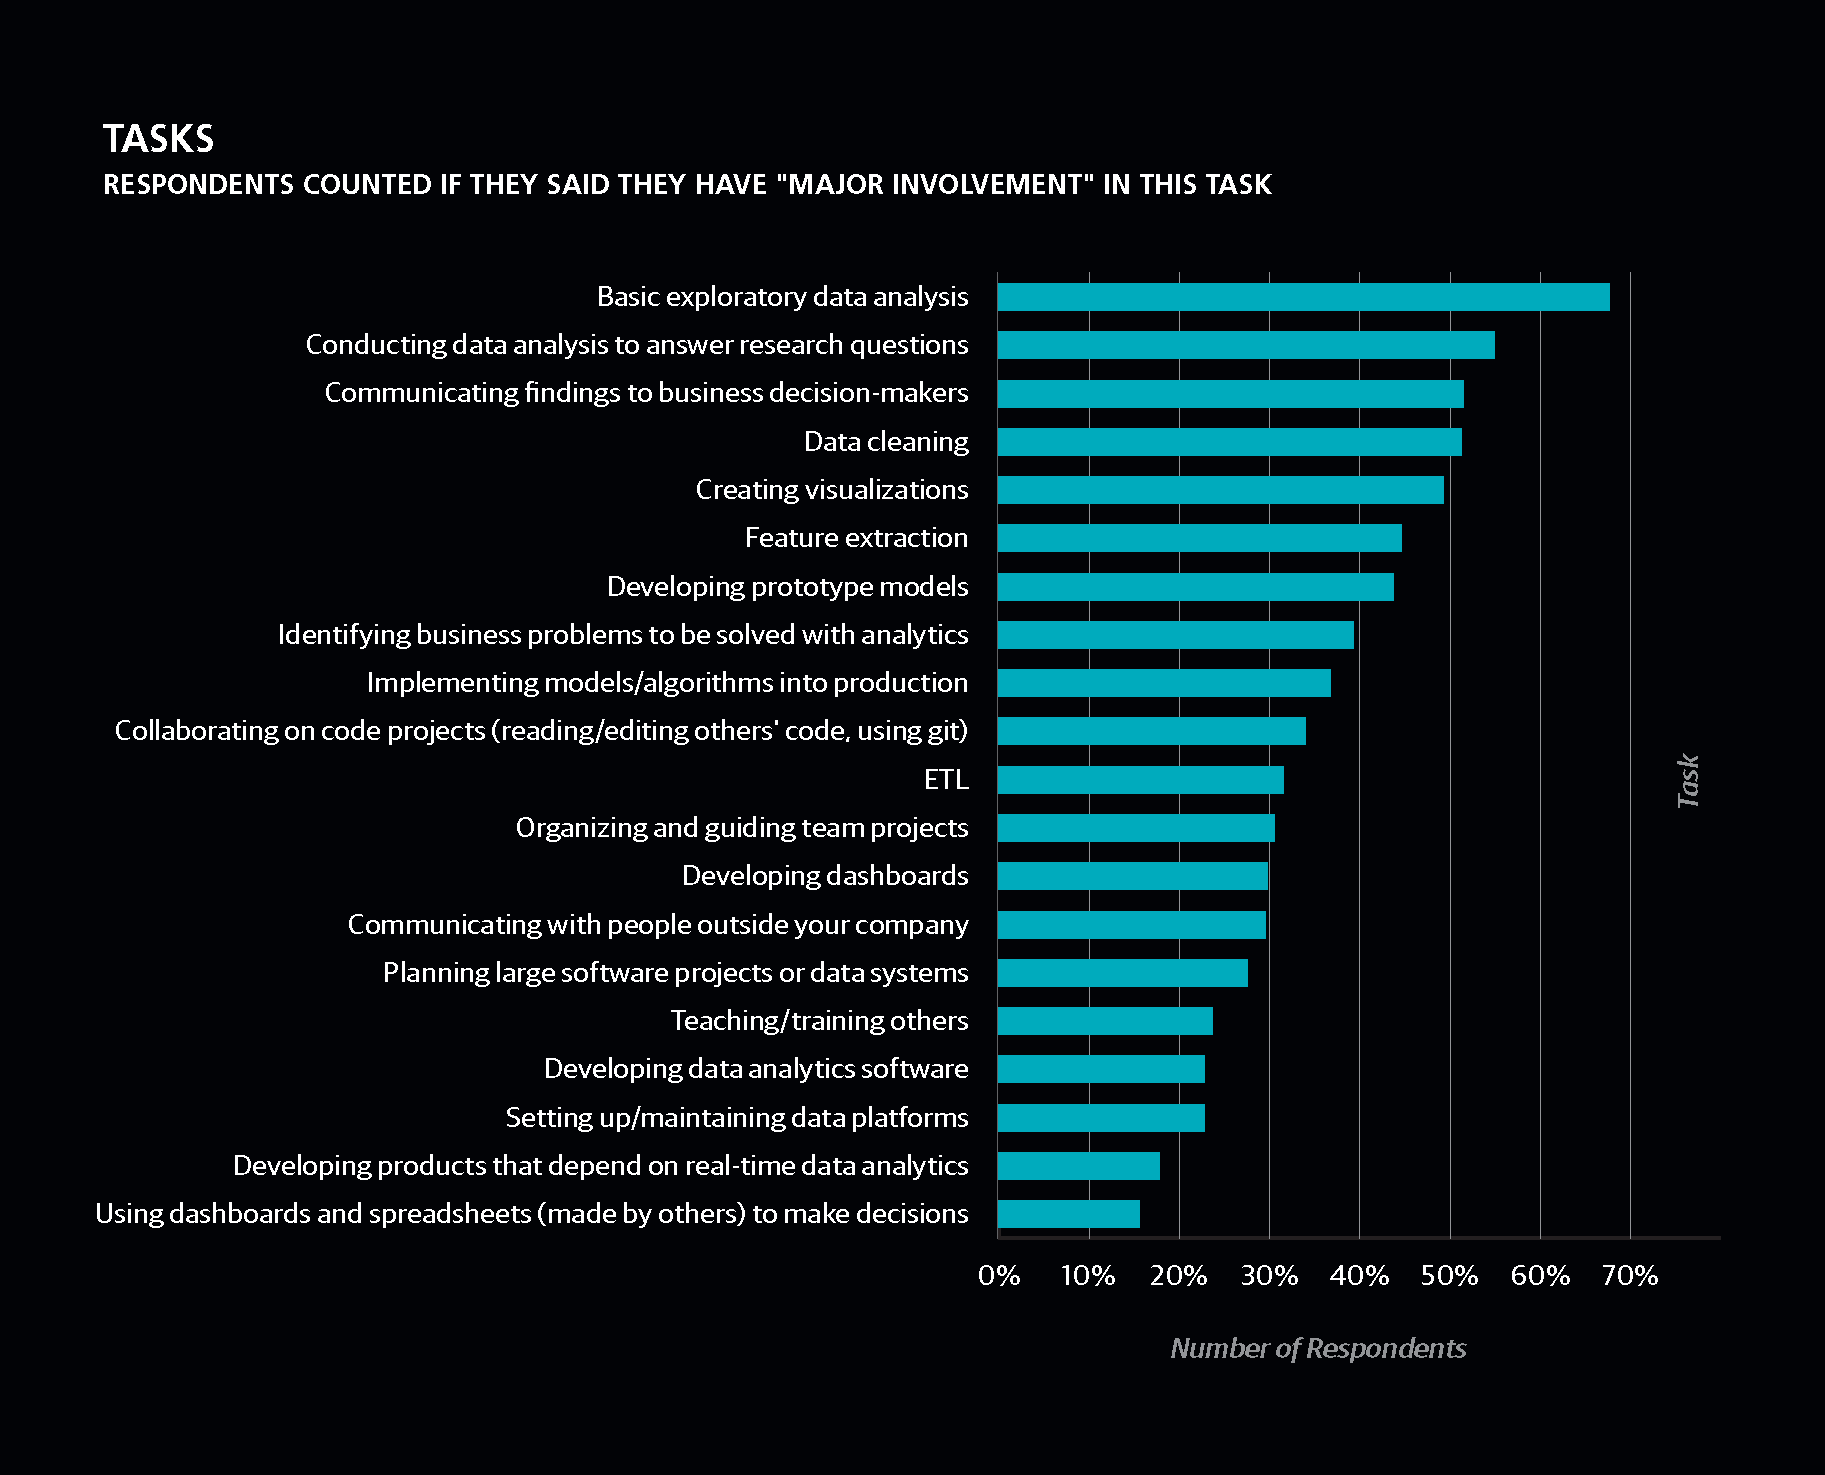 TASKS
RESPONDENTS COUNTED IF THEY SAID THEY HAVE "MAJOR INVOLVEMENT" IN THIS TASK
Basic exploratory data analysis
Conducting data analysis to answer research questions
Communicating findings to business decision-makers
Data cleaning
Creating visualizations
Feature extraction
Developing prototype models
Identifying business problems to be solved with analytics
Implementing models/algorithms into production
Collaborating on code projects (reading/editing others' code, using git)
ETL
Organizing and guiding team projects
Developing dashboards
Communicating with people outside your company
Planning large software projects or data systems
Teaching/training others
Developing data analytics software
Setting up/maintaining data platforms
Developing products that depend on real-time data analytics
Using dashboards and spreadsheets (made by others) to make decisions
Task
0% 10% 20% 30% 40% 50% 60% 70%
Number of Respondents